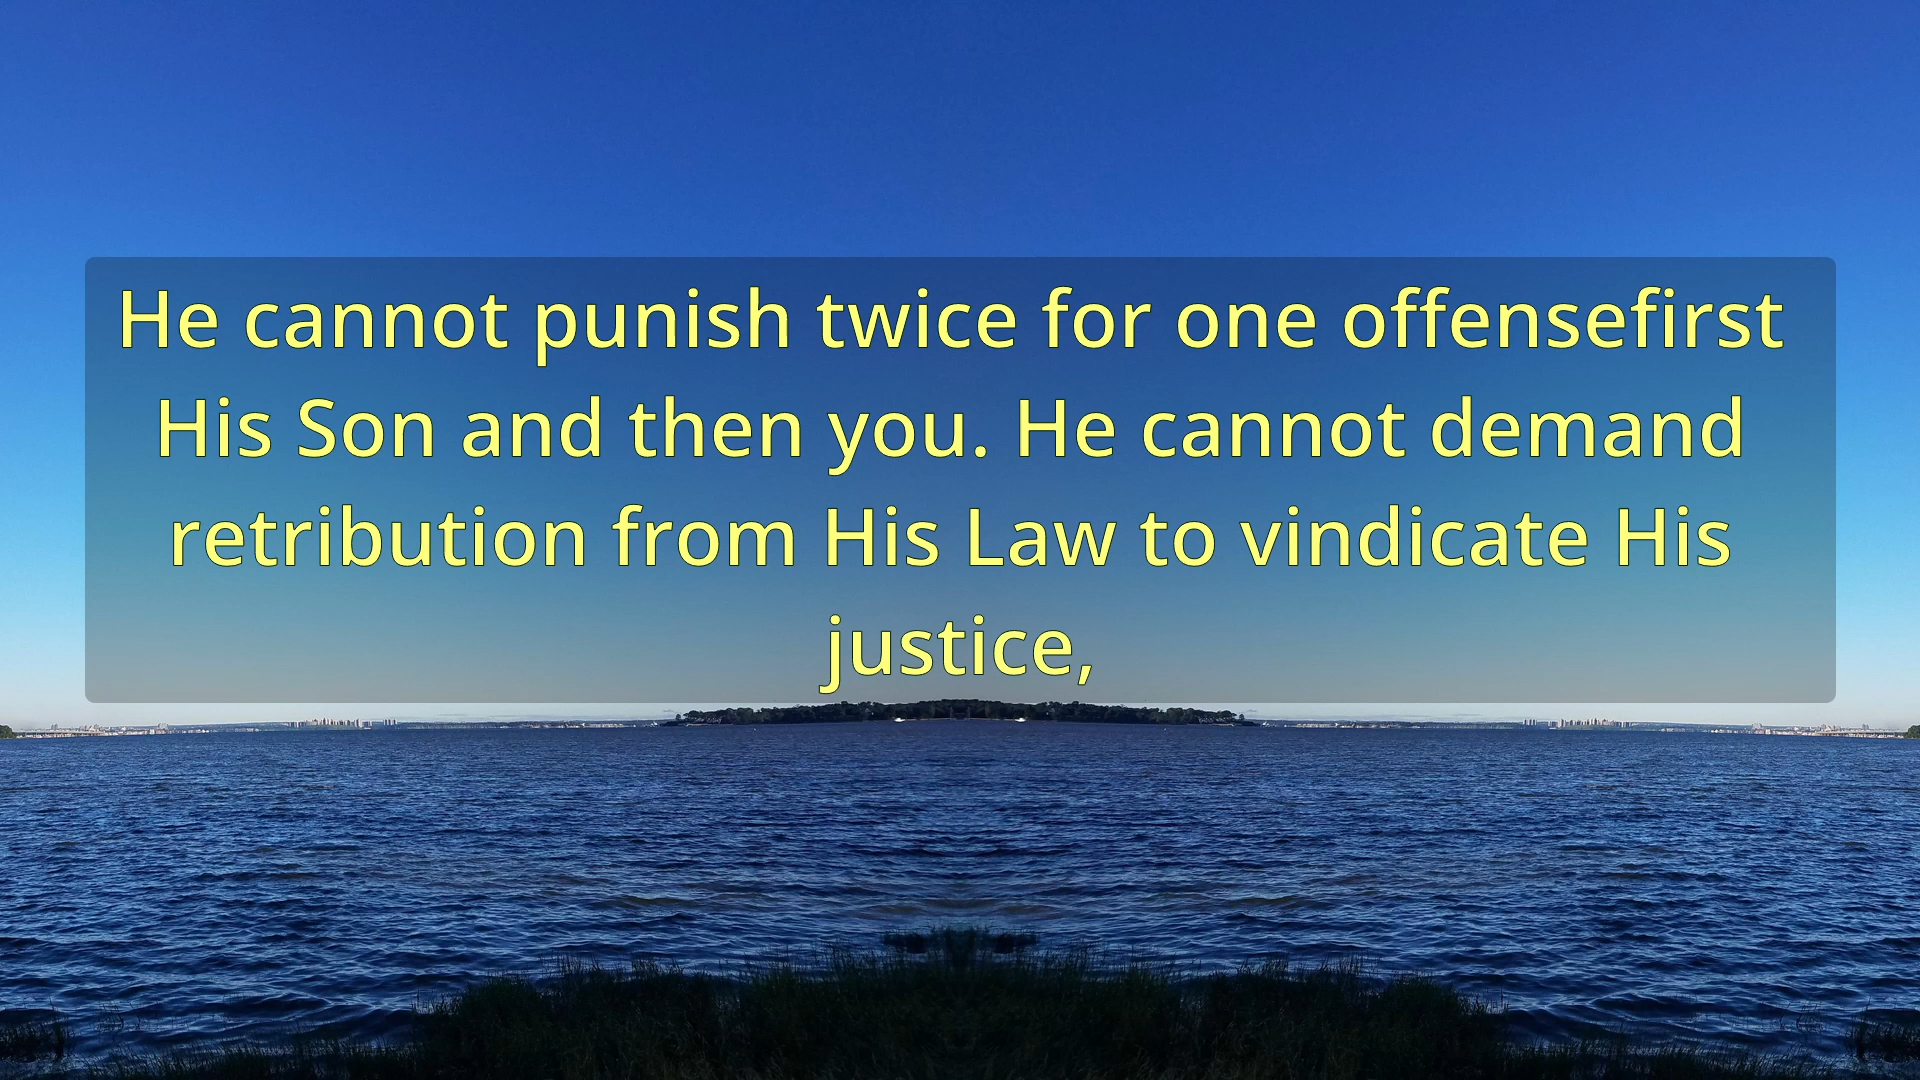 He cannot punish twice for one offensefirst
His Son and then you. He cannot demand
retribution from His Law to vindicate His
justice,